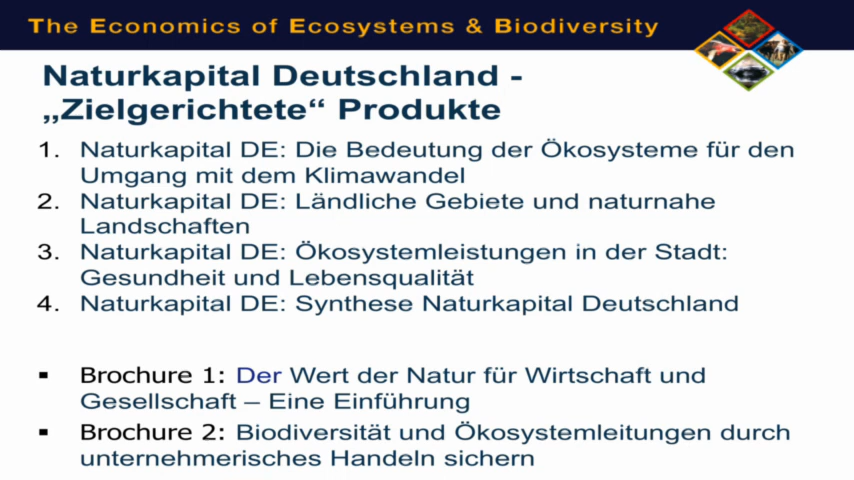 The Economics of Ecosystems & Biodiversity
Naturkapital Deutschland -
„Zielgerichtete“ Produkte
1. Naturkapital DE: Die Bedeutung der Ökosysteme für den
Umgang mit dem Klimawandel
2. Naturkapital DE: Ländliche Gebiete und naturnahe
Landschaften
3. Naturkapital DE: Ökosystemleistungen in der Stadt:
Gesundheit und Lebensqualität
4. Naturkapital DE: Synthese Naturkapital Deutschland
▪ Brochure 1: Der Wert der Natur für Wirtschaft und
Gesellschaft – Eine Einführung
▪ Brochure 2: Biodiversität und Ökosystemleitungen durch
unternehmerisches Handeln sichern